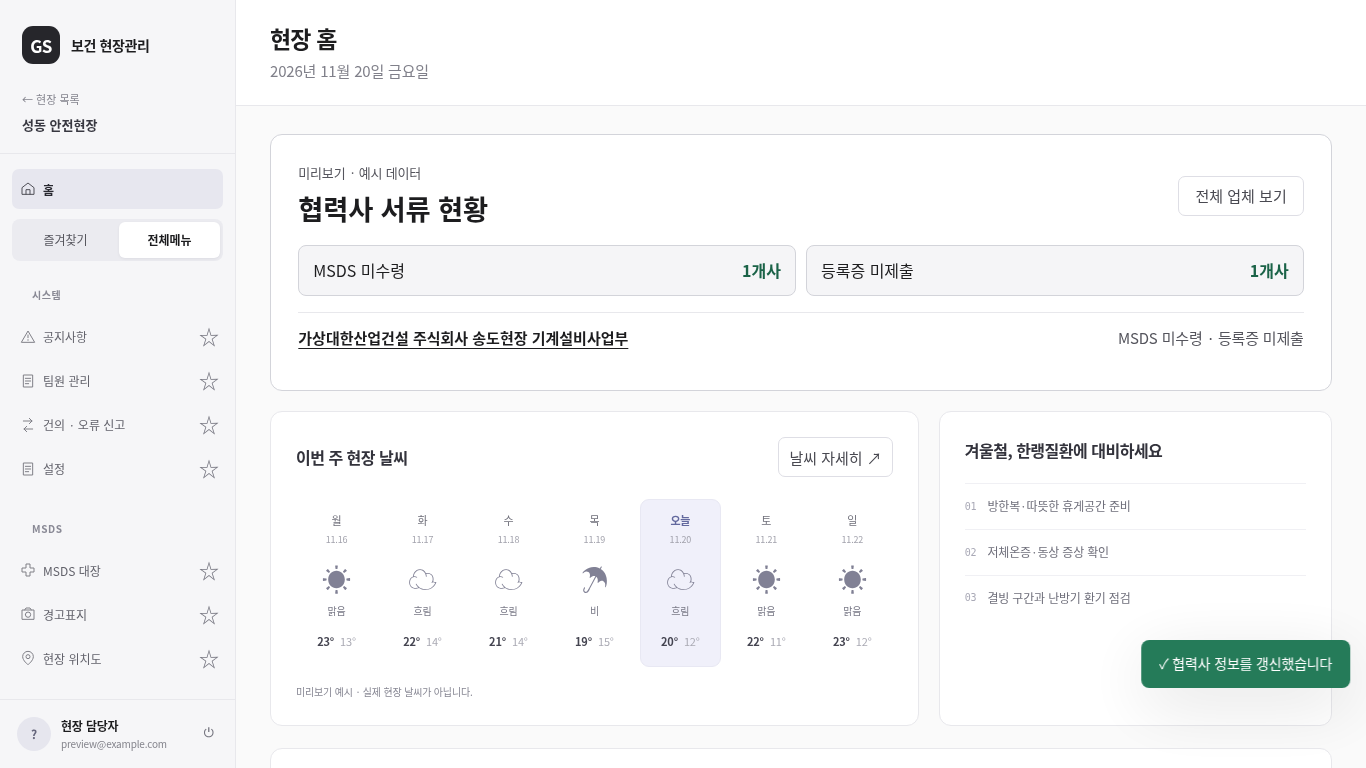 GS
보건 현장관리
← 현장 목록
성동 안전현장
홈
즐겨찾기
전체메뉴
시스템
공지사항
팀원 관리
건의 · 오류 신고
설정
MSDS
MSDS 대장
경고표지
현장 위치도
?
현장 담당자
preview@example.com
현장 홈
2026년 11월 20일 금요일
미리보기 · 예시 데이터
협력사 서류 현황
전체 업체 보기
MSDS 미수령 1개사
등록증 미제출 1개사
가상대한산업건설 주식회사 송도현장 기계설비사업부
MSDS 미수령 · 등록증 미제출
이번 주 현장 날씨
날씨 자세히 ↗
월 화 수 목 오늘 토 일
11.16 11.17 11.18 11.19 11.20 11.21 11.22
맑음 흐림 흐림 비 흐림 맑음 맑음
23° 13° 22° 14° 21° 14° 19° 15° 20° 12° 22° 11° 23° 12°
미리보기 예시 · 실제 현장 날씨가 아닙니다.
겨울철, 한랭질환에 대비하세요
01 방한복·따뜻한 휴게공간 준비
02 저체온증·동상 증상 확인
03 결빙 구간과 난방기 환기 점검
✓ 협력사 정보를 갱신했습니다